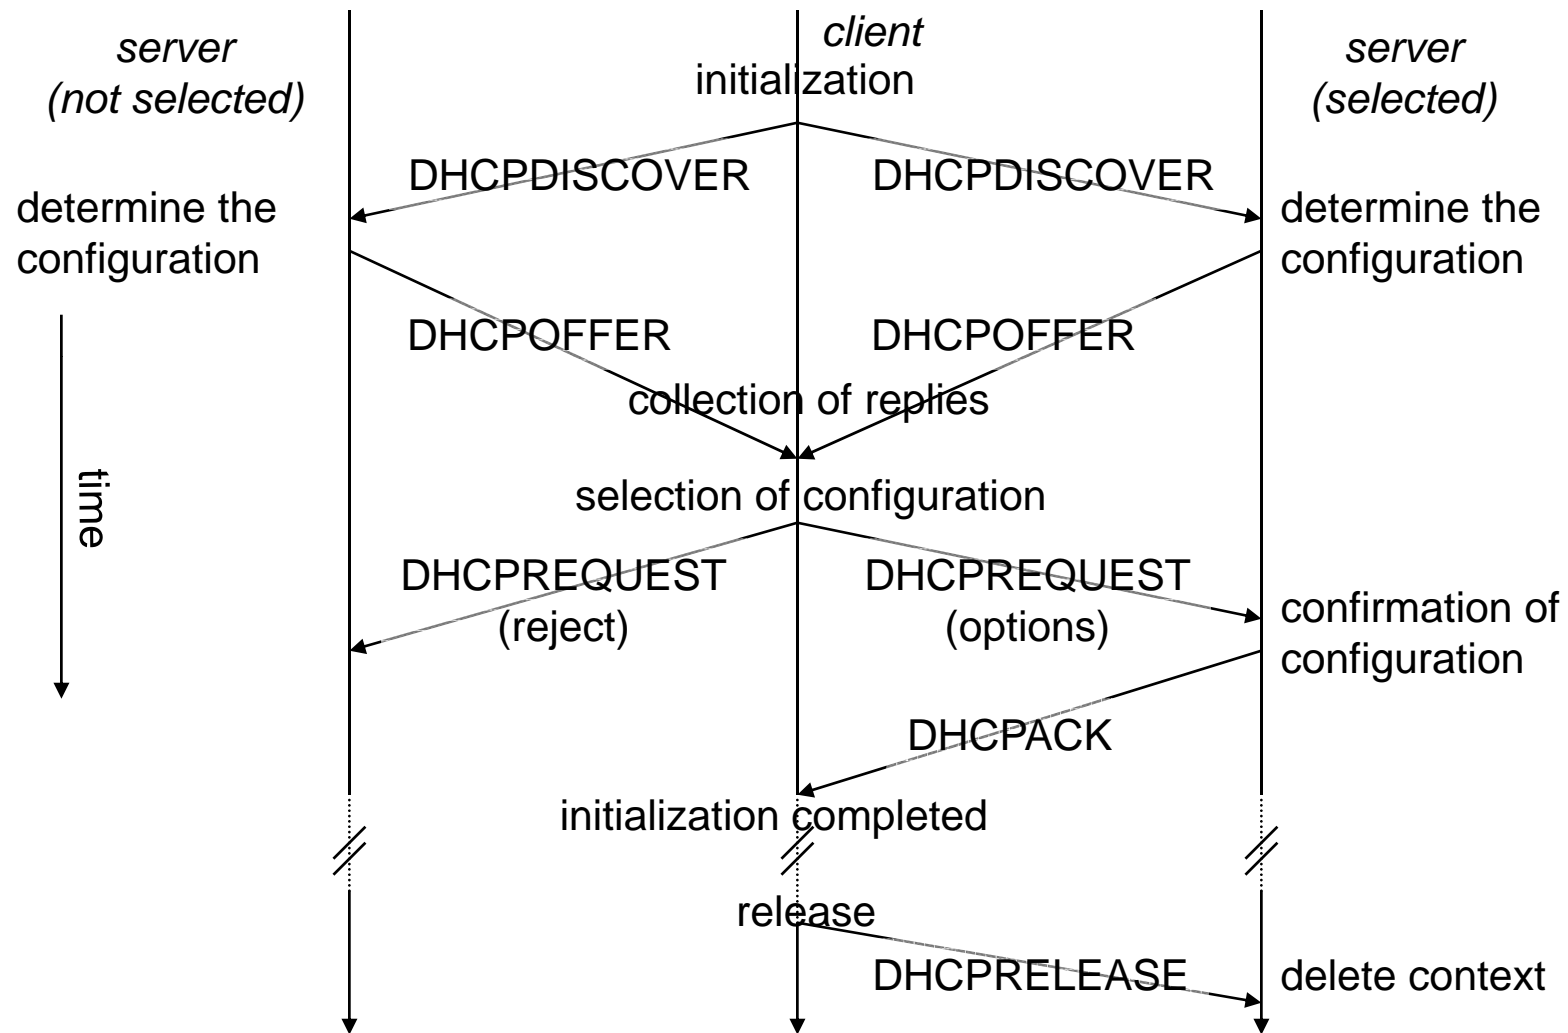 server
(not selected)
client
initialization
server
(selected)
DHCPDISCOVER
DHCPDISCOVER
determine the
configuration
determine the
configuration
DHCPOFFER
DHCPOFFER
collection of replies
time
selection of configuration
DHCPREQUEST
(reject)
DHCPREQUEST
(options)
confirmation of
configuration
DHCPACK
initialization completed
release
DHCPRELEASE
delete context